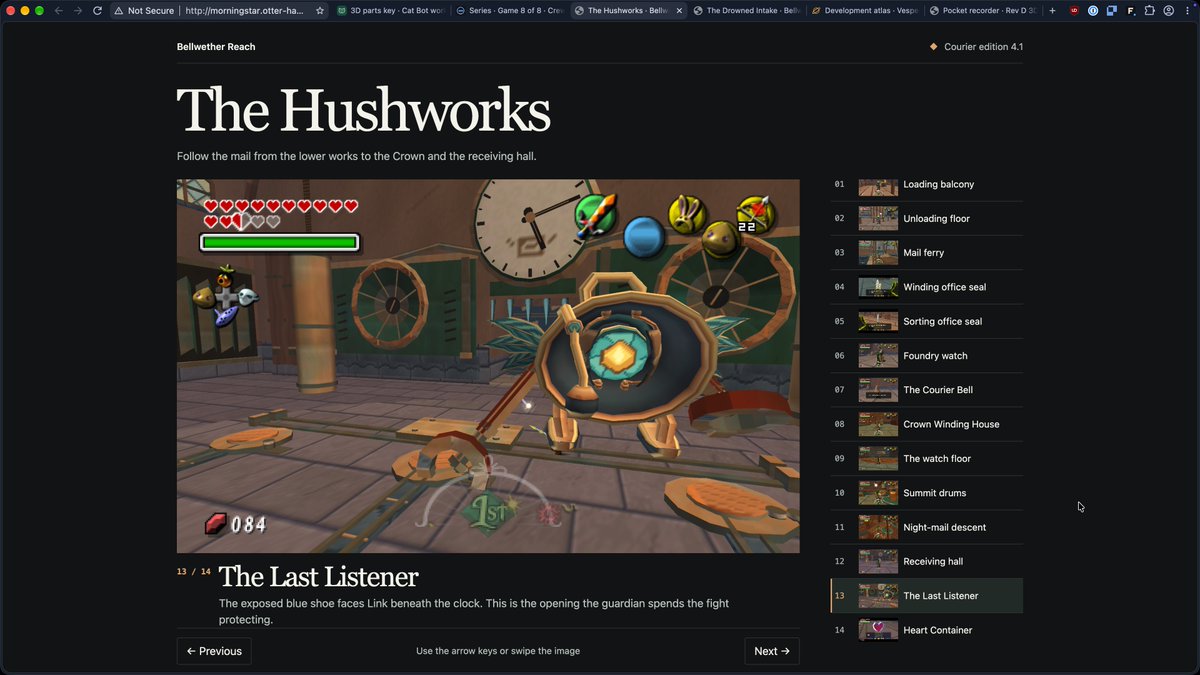 Not Secure
http://morningstar.otter-ha...
3D parts key · Cat Bot wor
Series · Game 8 of 8 · Cre
The Hushworks · Bellw
The Drowned Intake · Bell
Development atlas · Vespe
Pocket recorder · Rev D 3D
Bellwether Reach
Courier edition 4.1
The Hushworks
Follow the mail from the lower works to the Crown and the receiving hall.
22
1ST
084
13 / 14
The Last Listener
The exposed blue shoe faces Link beneath the clock. This is the opening the guardian spends the fight
protecting.
← Previous
Use the arrow keys or swipe the image
Next →
01 Loading balcony
02 Unloading floor
03 Mail ferry
04 Winding office seal
05 Sorting office seal
06 Foundry watch
07 The Courier Bell
08 Crown Winding House
09 The watch floor
10 Summit drums
11 Night-mail descent
12 Receiving hall
13 The Last Listener
14 Heart Container